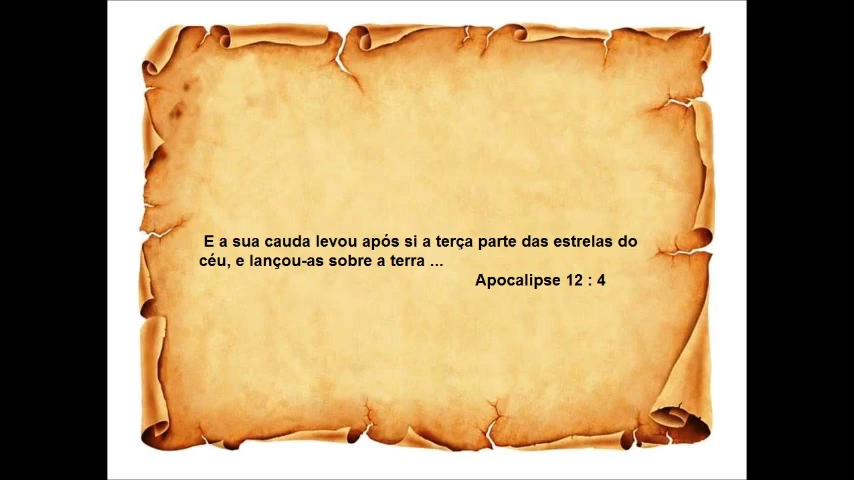 E a sua cauda levou após si a terça parte das estrelas do
céu, e lançou-as sobre a terra ...
Apocalipse 12 : 4